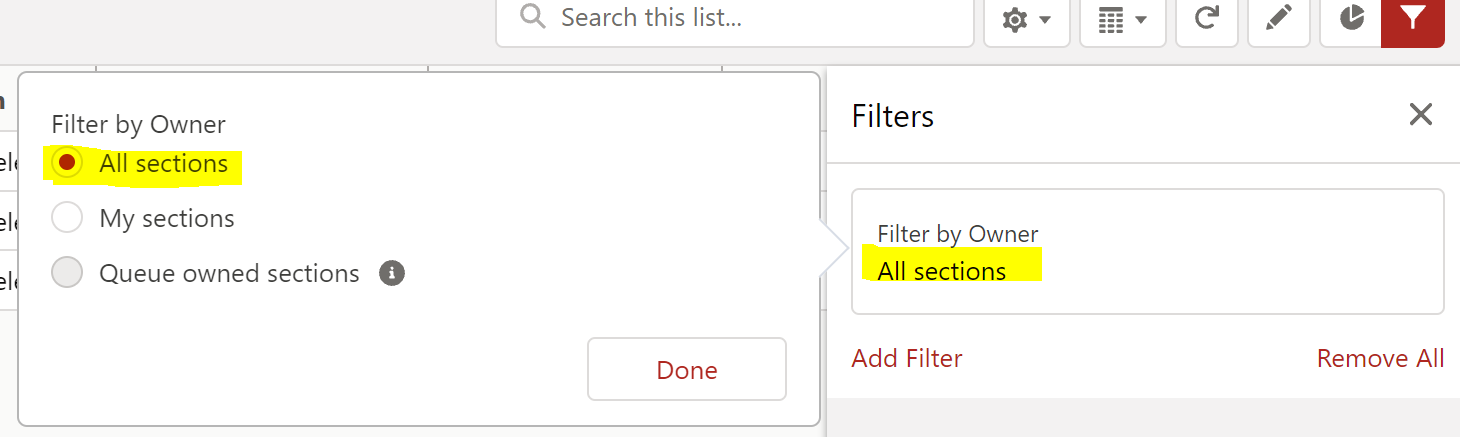 Search this list...
Filter by Owner
All sections
My sections
Queue owned sections
Done
Filters
Filter by Owner
All sections
Add Filter
Remove All